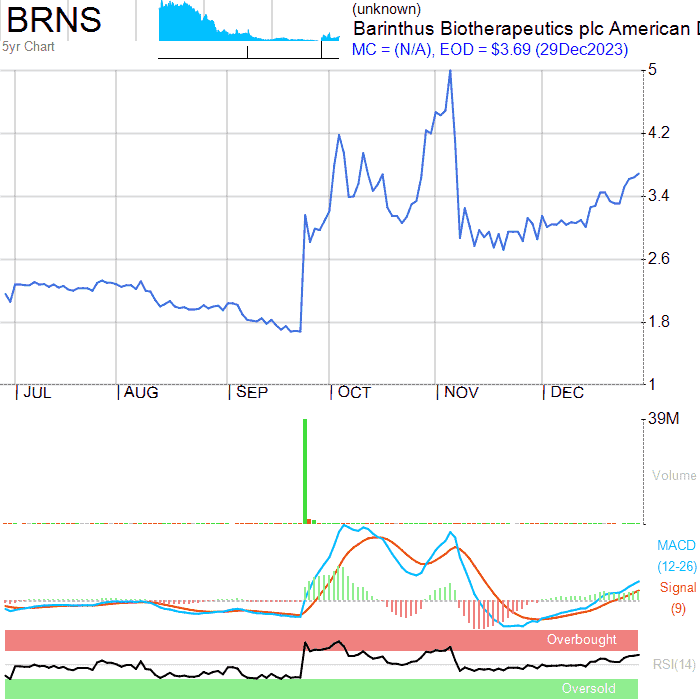 BRNS
(unknown)
Barinthus Biotherapeutics plc American
5yr Chart
MC = (N/A), EOD = $3.69 (29Dec2023)
5
4.2
3.4
2.6
1.8
1
JUL AUG SEP OCT NOV DEC
39M
Volume
MACD
(12-26)
Signal
(9)
Overbought
RSI(14)
Oversold